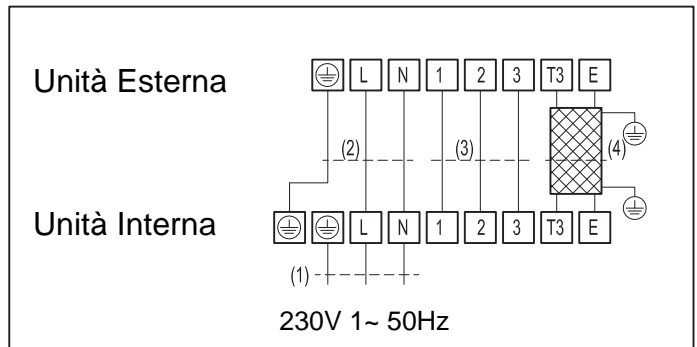 Unità Esterna
L N 1 2 3 T3 E
(2) (3) (4)
Unità Interna
L N 1 2 3 T3 E
(1)
230V 1~ 50Hz